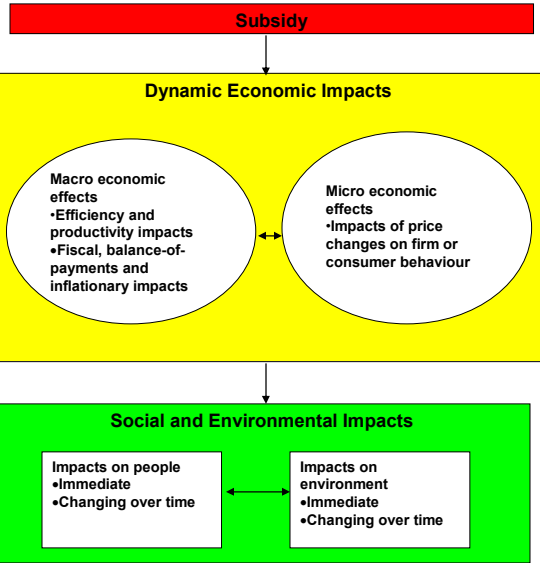 Subsidy
Dynamic Economic Impacts
Macro economic
effects
•Efficiency and
productivity impacts
•Fiscal, balance-of-
payments and
inflationary impacts
Micro economic
effects
•Impacts of price
changes on firm or
consumer behaviour
Social and Environmental Impacts
Impacts on people
•Immediate
•Changing over time
Impacts on
environment
•Immediate
•Changing over time